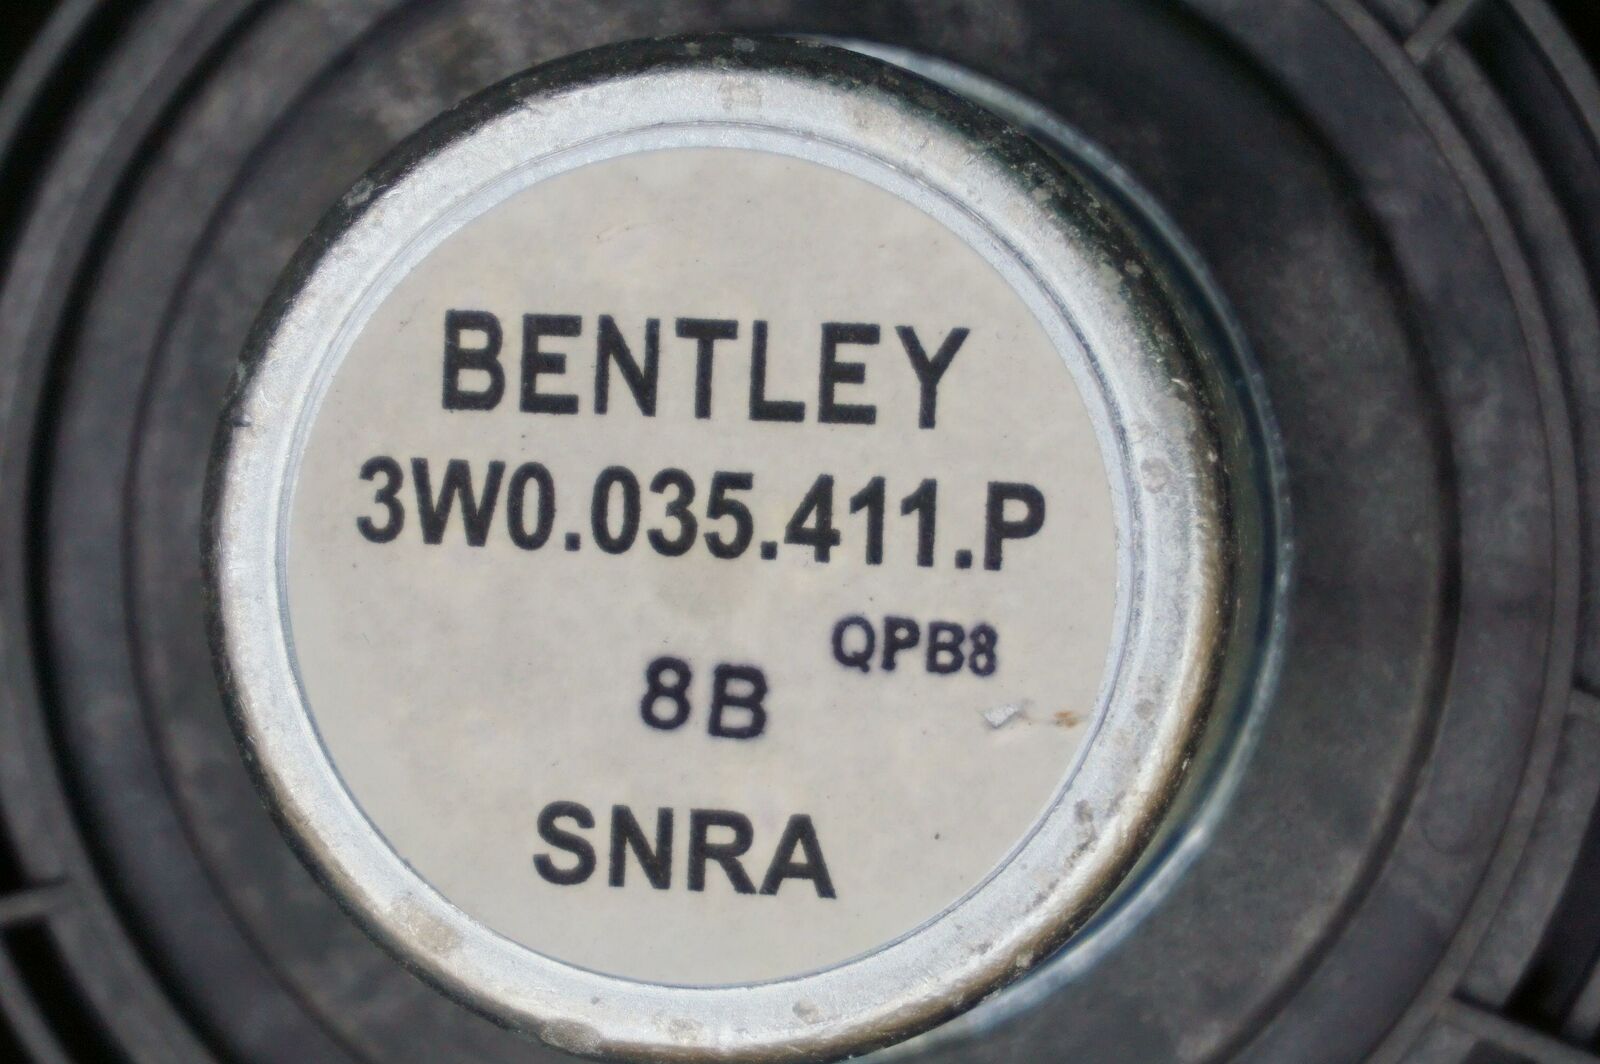 BENTLEY
3W0.035.411.P
QPB8
8B
SNRA